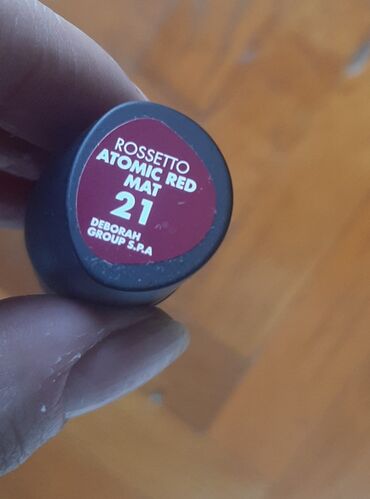 ROSSETTO
ATOMIC RED
MAT
21
DEBORAH
GROUP S.P.A